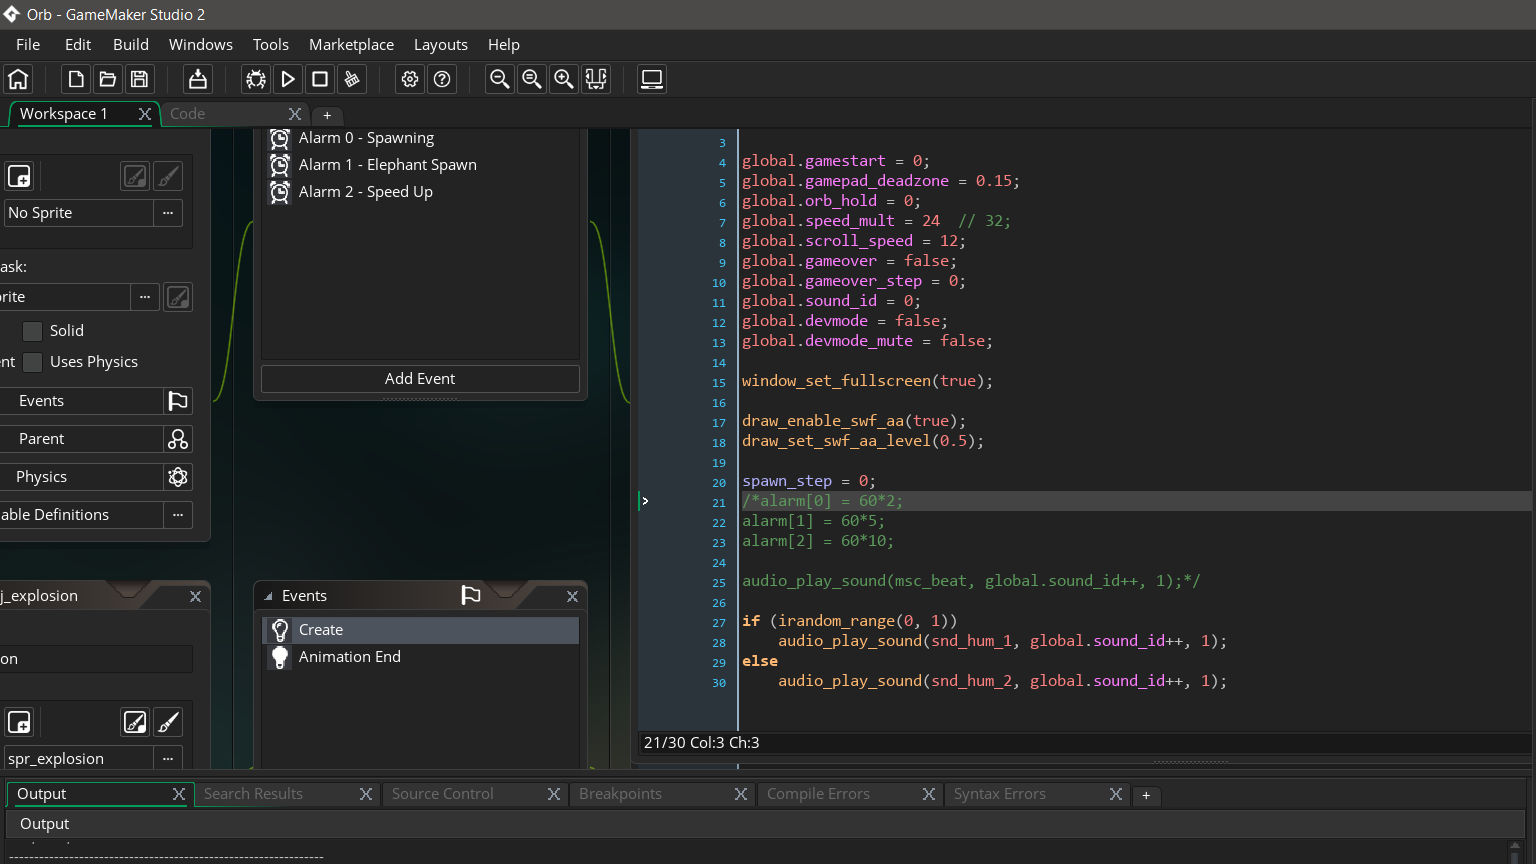 Orb - GameMaker Studio 2
File Edit Build Windows Tools Marketplace Layouts Help
Workspace 1
Code
+
No Sprite
...
ask:
rite
...
Solid
nt
Uses Physics
Events
Parent
Physics
able Definitions
...
j_explosion
on
spr_explosion
...
Alarm 0 - Spawning
Alarm 1 - Elephant Spawn
Alarm 2 - Speed Up
Add Event
Events
Create
Animation End
3
4 global.gamestart = 0;
5 global.gamepad_deadzone = 0.15;
6 global.orb_hold = 0;
7 global.speed_mult = 24  // 32;
8 global.scroll_speed = 12;
9 global.gameover = false;
10 global.gameover_step = 0;
11 global.sound_id = 0;
12 global.devmode = false;
13 global.devmode_mute = false;
14
15 window_set_fullscreen(true);
16
17 draw_enable_swf_aa(true);
18 draw_set_swf_aa_level(0.5);
19
20 spawn_step = 0;
21 /*alarm[0] = 60*2;
22 alarm[1] = 60*5;
23 alarm[2] = 60*10;
24
25 audio_play_sound(msc_beat, global.sound_id++, 1);*/
26
27 if (irandom_range(0, 1))
28     audio_play_sound(snd_hum_1, global.sound_id++, 1);
29 else
30     audio_play_sound(snd_hum_2, global.sound_id++, 1);
21/30 Col:3 Ch:3
Output
Search Results
Source Control
Breakpoints
Compile Errors
Syntax Errors
+
Output
---------------------------------------------------------------